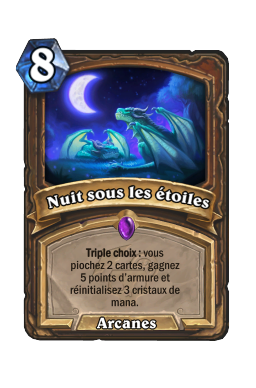 8
Nuit sous les étoiles
Triple choix : vous
piochez 2 cartes, gagnez
5 points d'armure et
réinitialisez 3 cristaux de
mana.
Arcanes